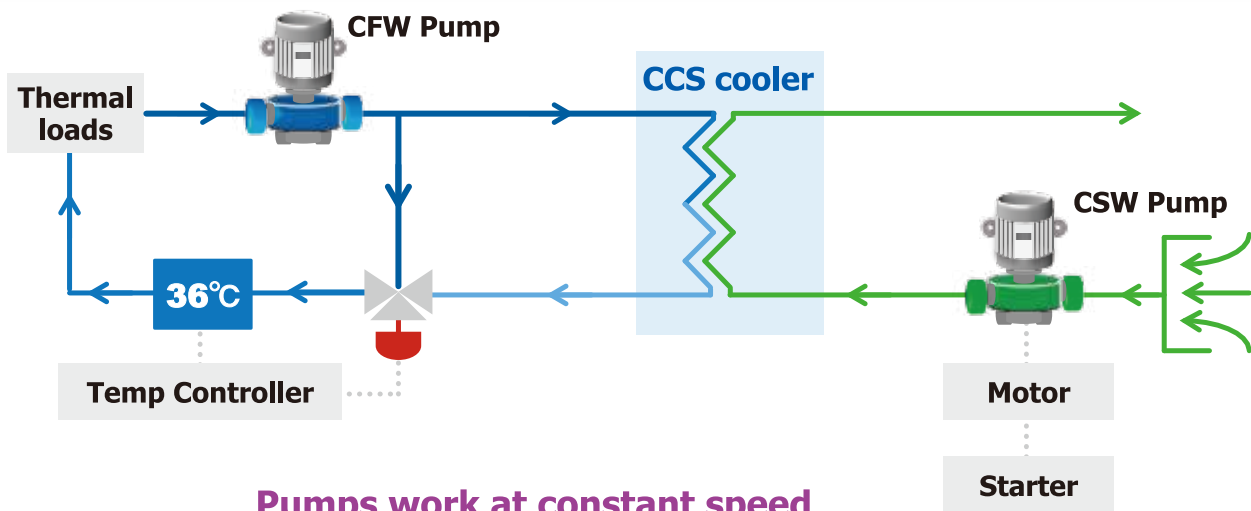 CFW Pump
CCS cooler
Thermal
loads
CSW Pump
36℃
Temp Controller
Motor
Pumps work at constant speed
Starter